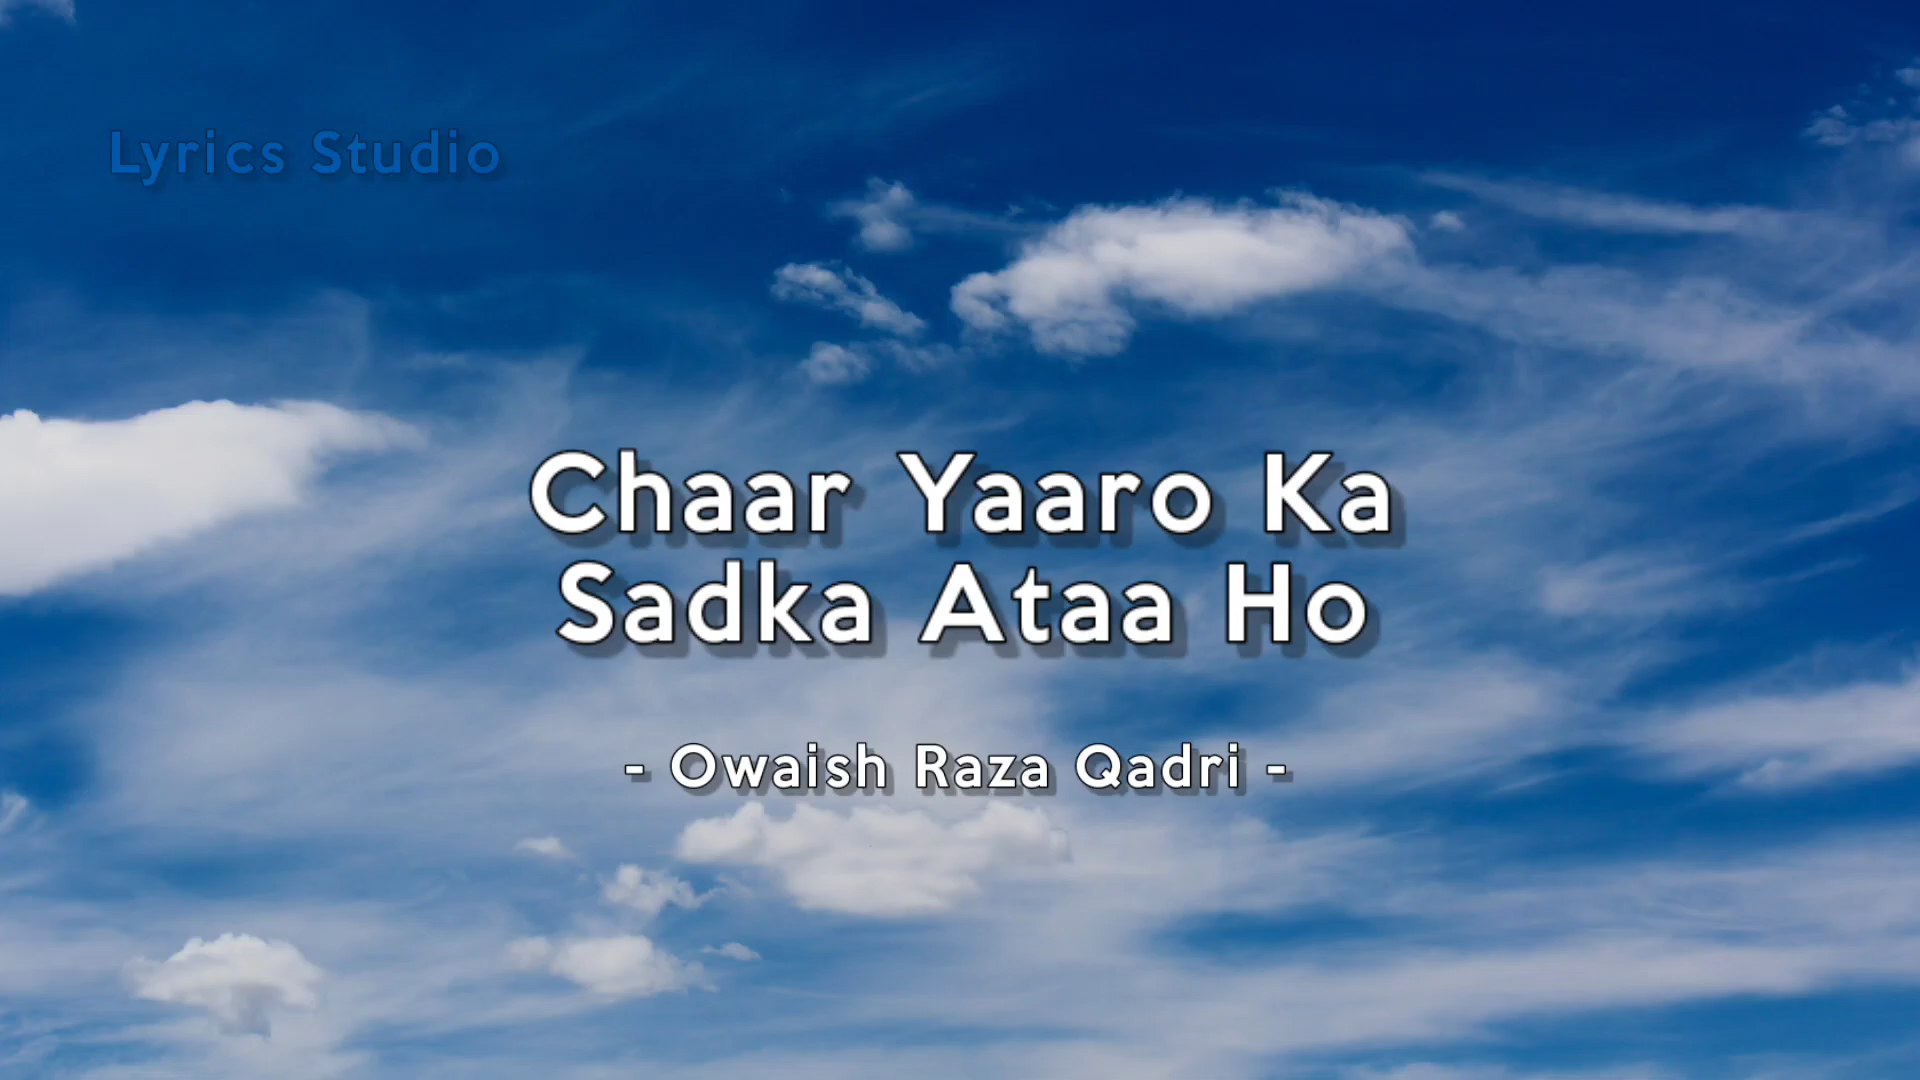 Lyrics Studio
Chaar Yaaro Ka
Sadka Ataa Ho
- Owaish Raza Qadri -